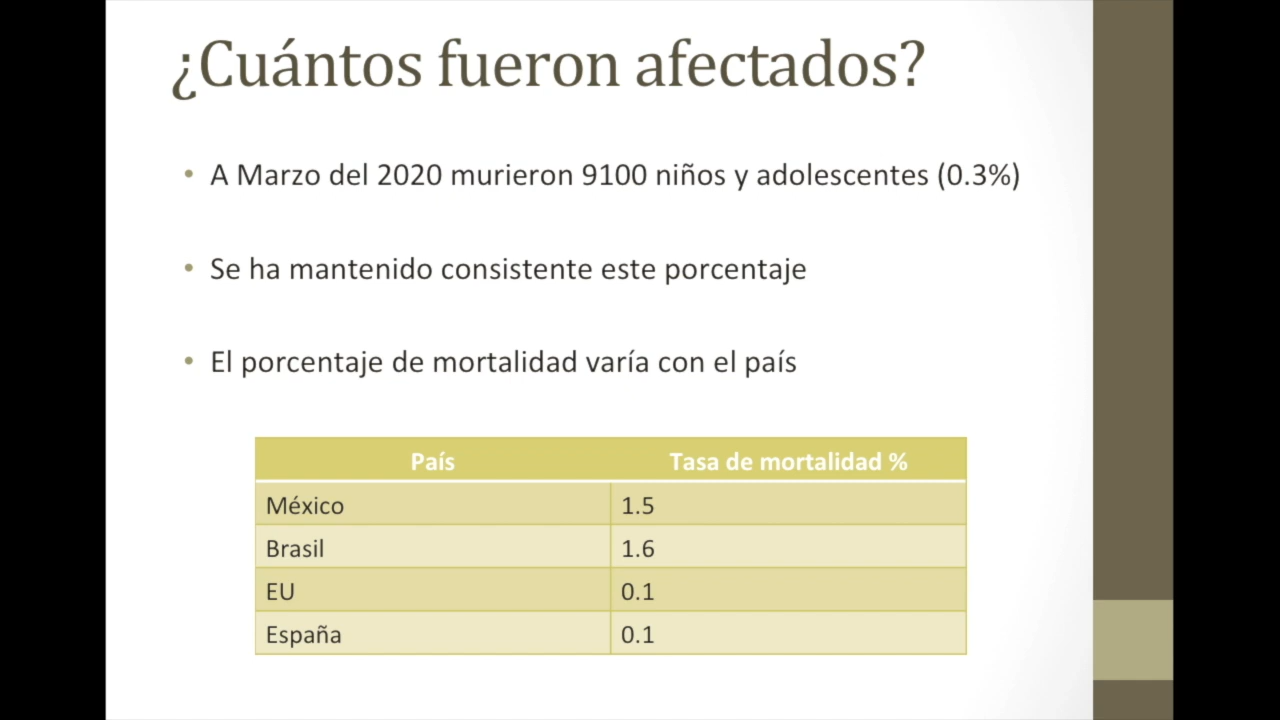 ¿Cuántos fueron afectados?
• A Marzo del 2020 murieron 9100 niños y adolescentes (0.3%)
• Se ha mantenido consistente este porcentaje
• El porcentaje de mortalidad varía con el país
País Tasa de mortalidad %
México 1.5
Brasil 1.6
EU 0.1
España 0.1